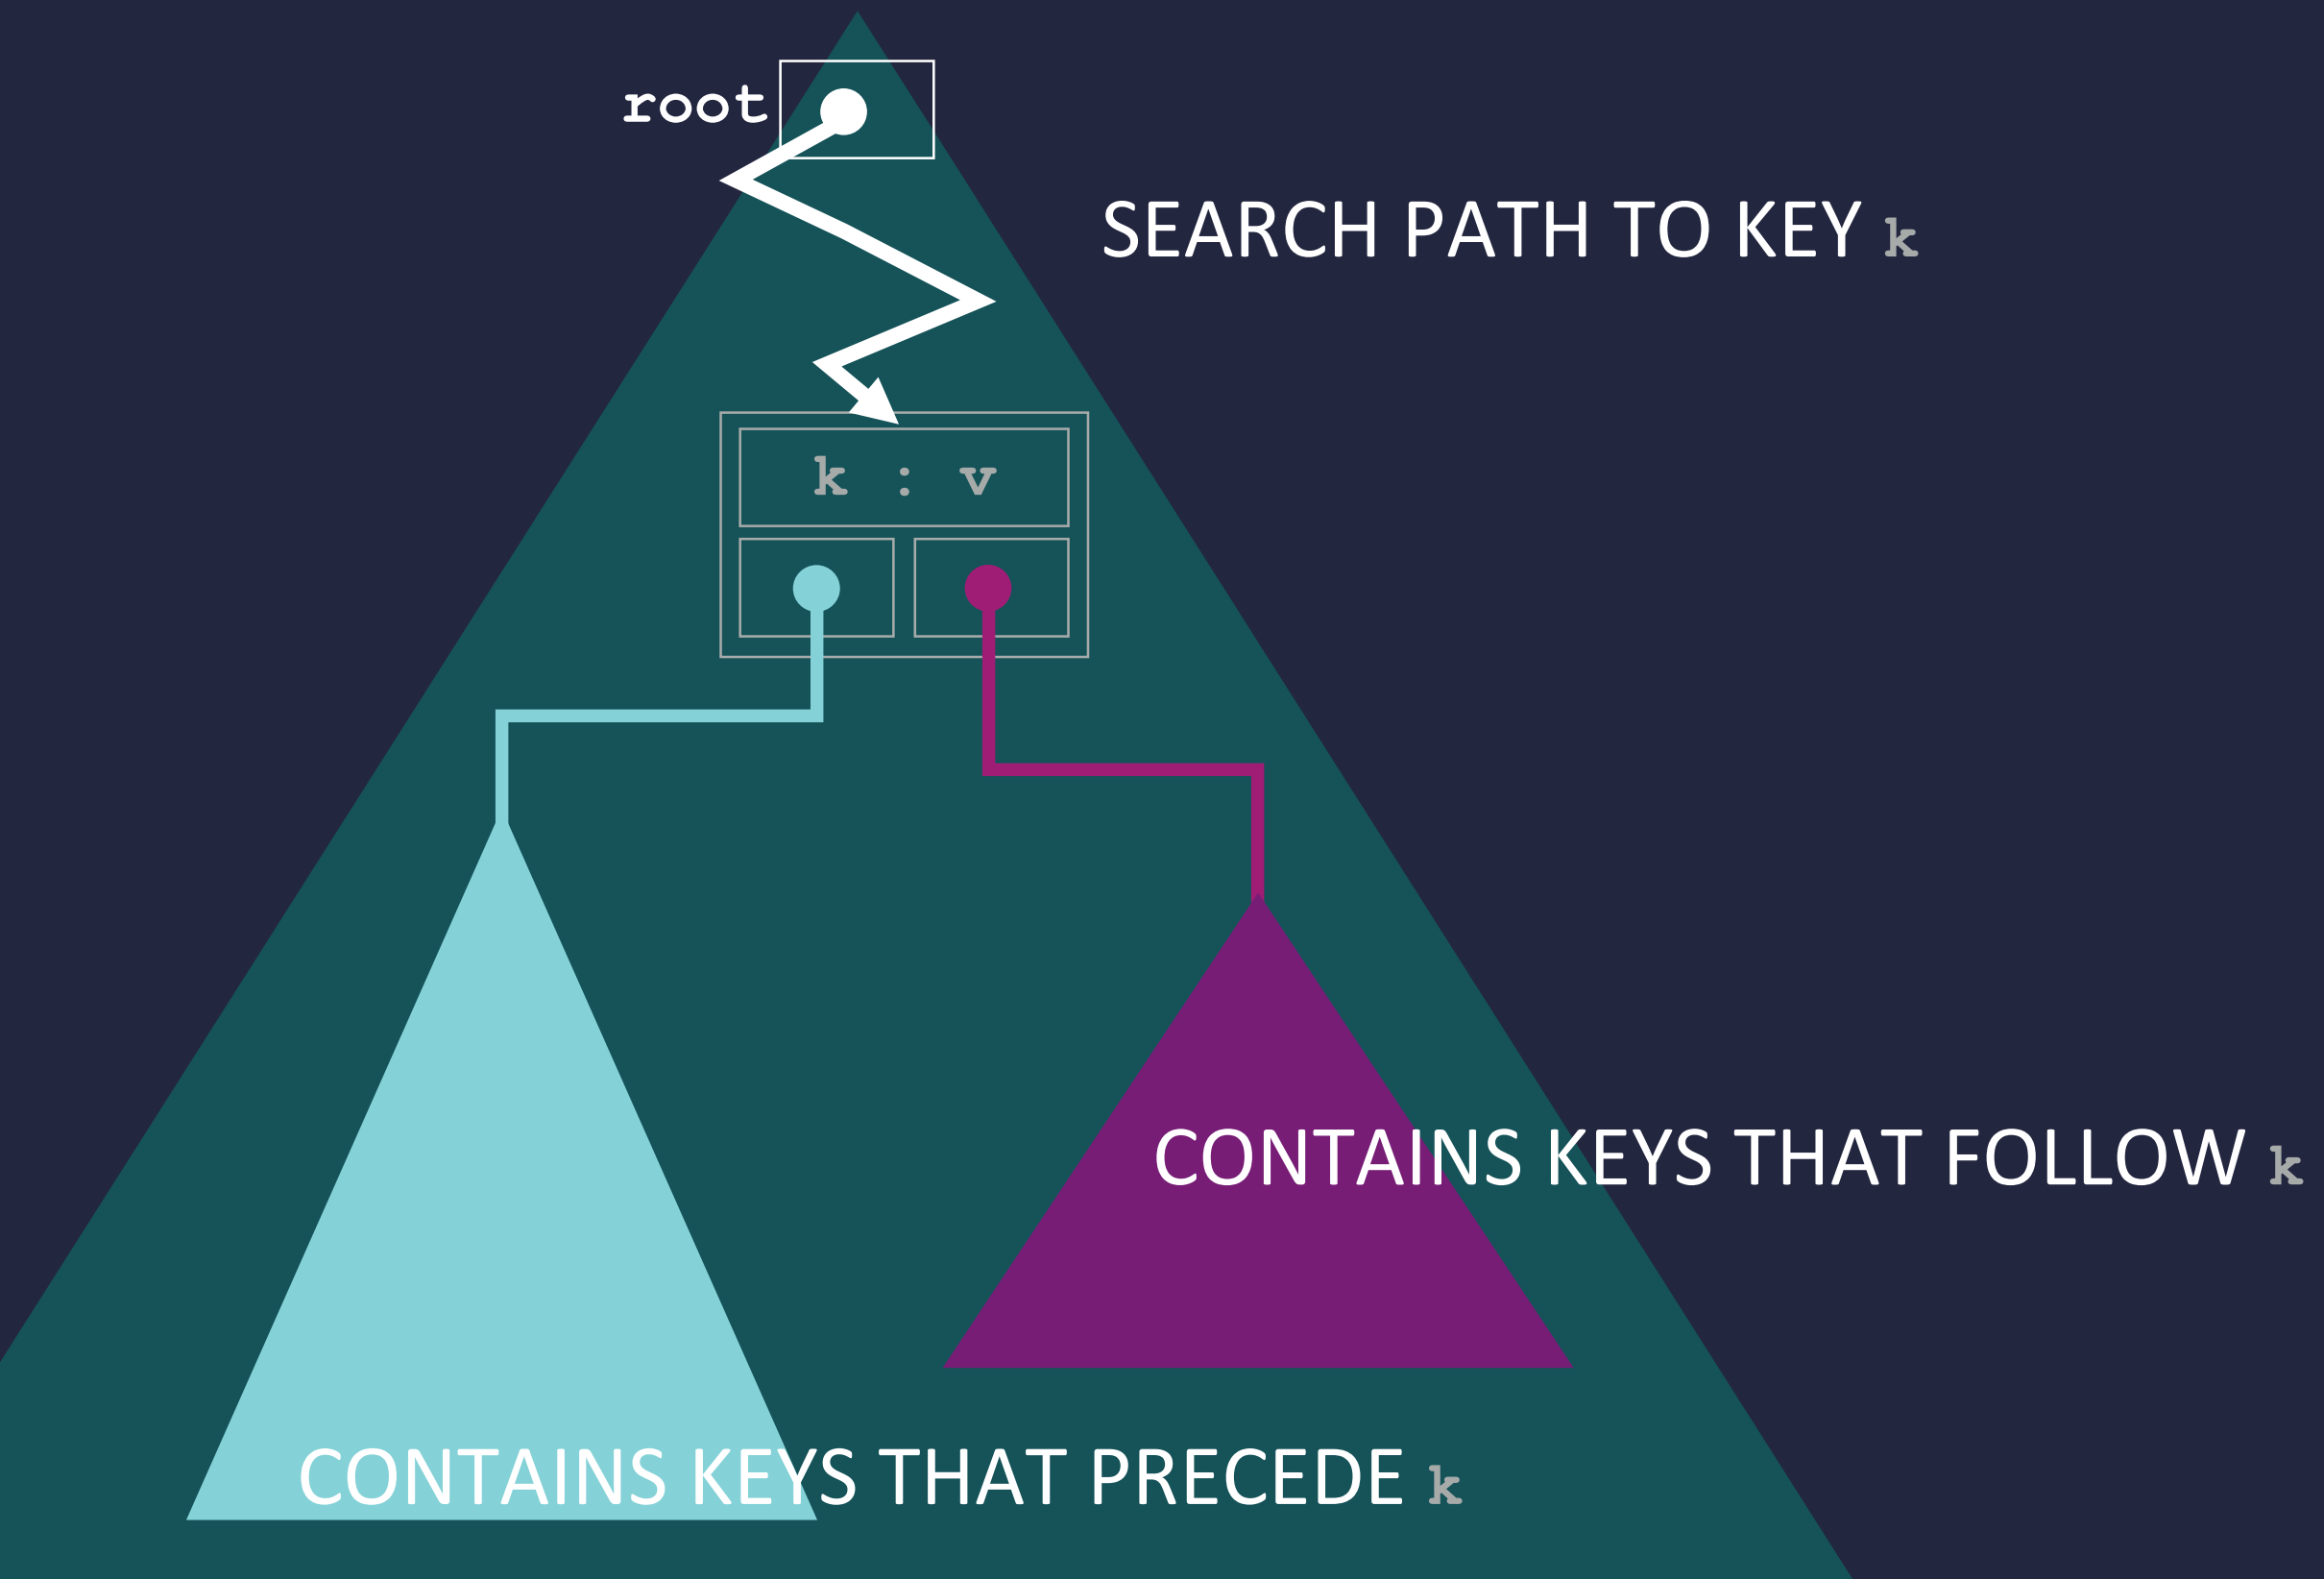 root
SEARCH PATH TO KEY k
k : v
CONTAINS KEYS THAT FOLLOW k
CONTAINS KEYS THAT PRECEDE k